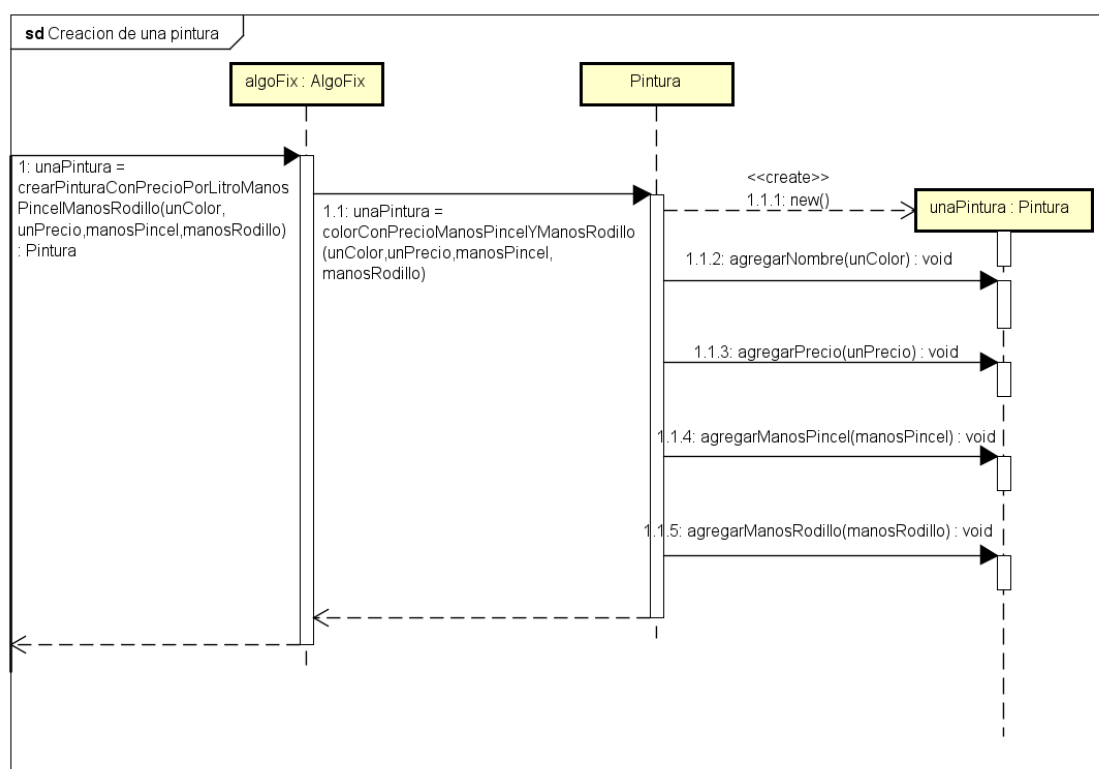 sd Creacion de una pintura
algoFix : AlgoFix
Pintura
1: unaPintura =
crearPinturaConPrecioPorLitroManos
PincelManosRodillo(unColor,
unPrecio,manosPincel,manosRodillo)
: Pintura
1.1: unaPintura =
colorConPrecioManosPincelYManosRodillo
(unColor,unPrecio,manosPincel,
manosRodillo)
<<create>>
1.1.1: new()
unaPintura : Pintura
1.1.2: agregarNombre(unColor) : void
1.1.3: agregarPrecio(unPrecio) : void
1.1.4: agregarManosPincel(manosPincel) : void
1.1.5: agregarManosRodillo(manosRodillo) : void